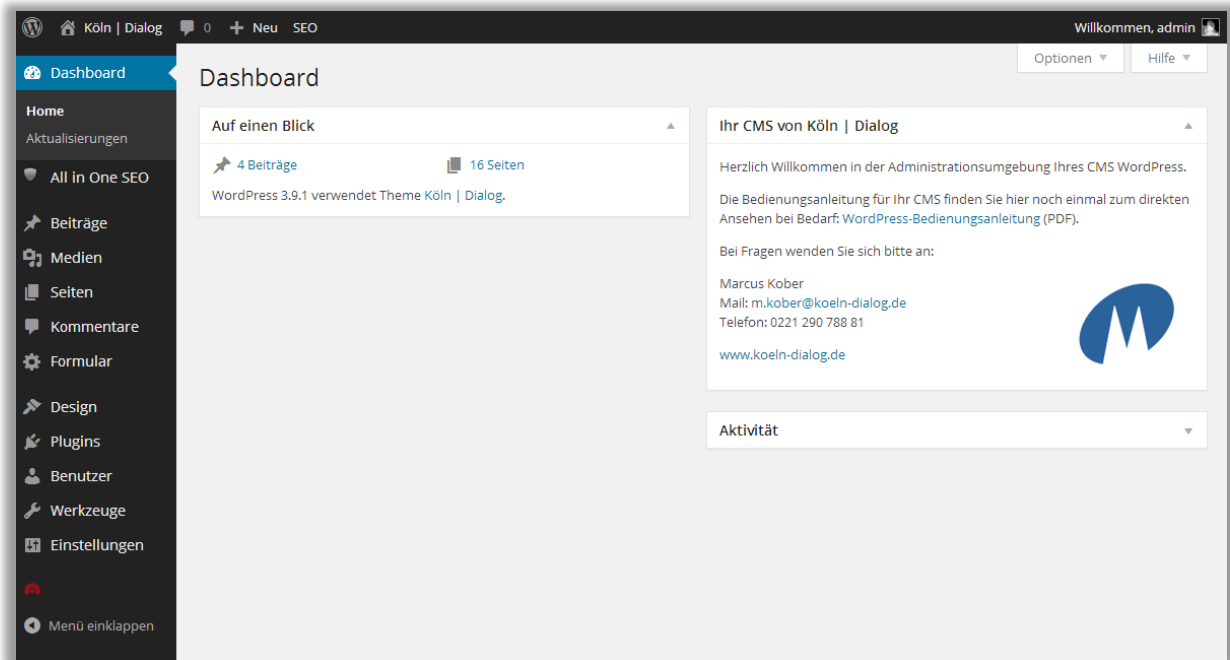 Köln | Dialog 0 Neu SEO Willkommen, admin
Dashboard
Home
Aktualisierungen
All in One SEO
Beiträge
Medien
Seiten
Kommentare
Formular
Design
Plugins
Benutzer
Werkzeuge
Einstellungen
Menü einklappen
Optionen Hilfe
Dashboard
Auf einen Blick
4 Beiträge 16 Seiten
WordPress 3.9.1 verwendet Theme Köln | Dialog.
Ihr CMS von Köln | Dialog
Herzlich Willkommen in der Administrationsumgebung Ihres CMS WordPress.
Die Bedienungsanleitung für Ihr CMS finden Sie hier noch einmal zum direkten
Ansehen bei Bedarf: WordPress-Bedienungsanleitung (PDF).
Bei Fragen wenden Sie sich bitte an:
Marcus Kober
Mail: m.kober@koeln-dialog.de
Telefon: 0221 290 788 81
www.koeln-dialog.de
Aktivität